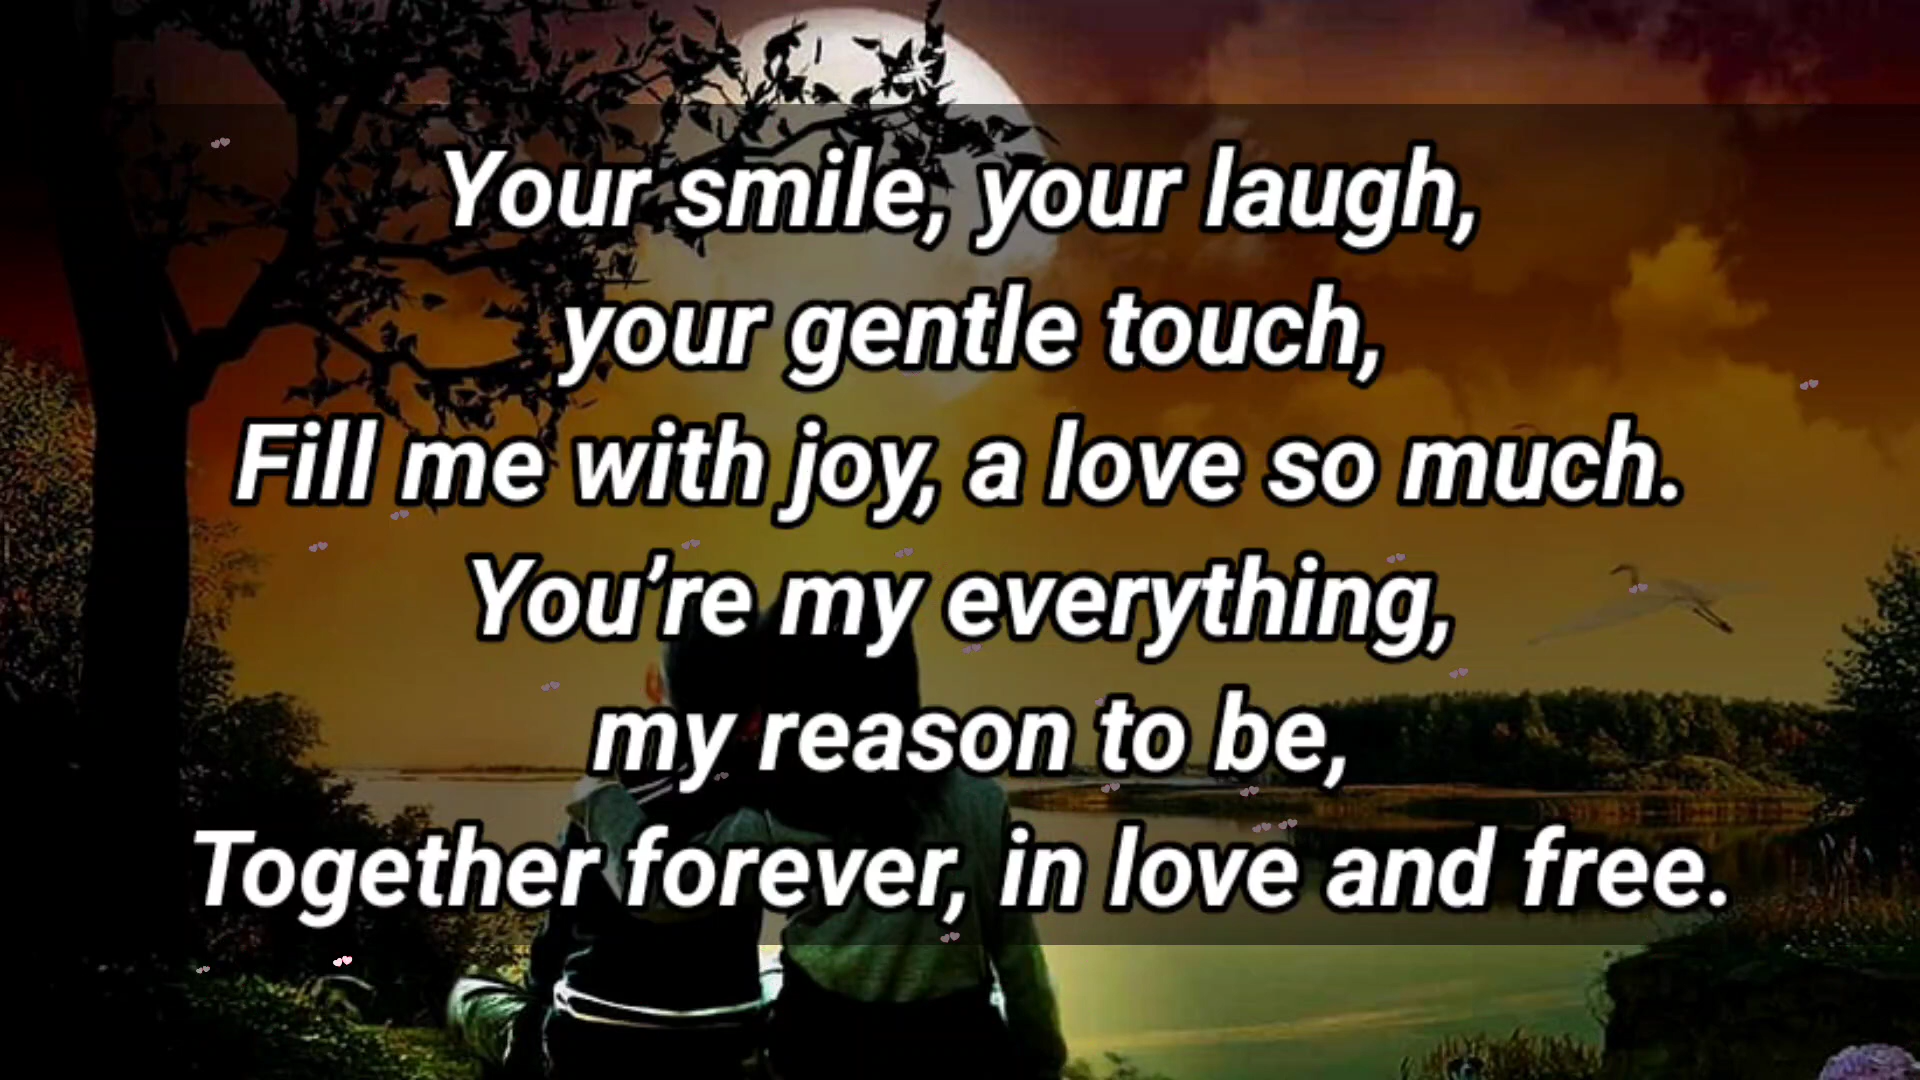 Your smile, your laugh,
your gentle touch,
Fill me with joy, a love so much.
You’re my everything,
my reason to be,
Together forever, in love and free.